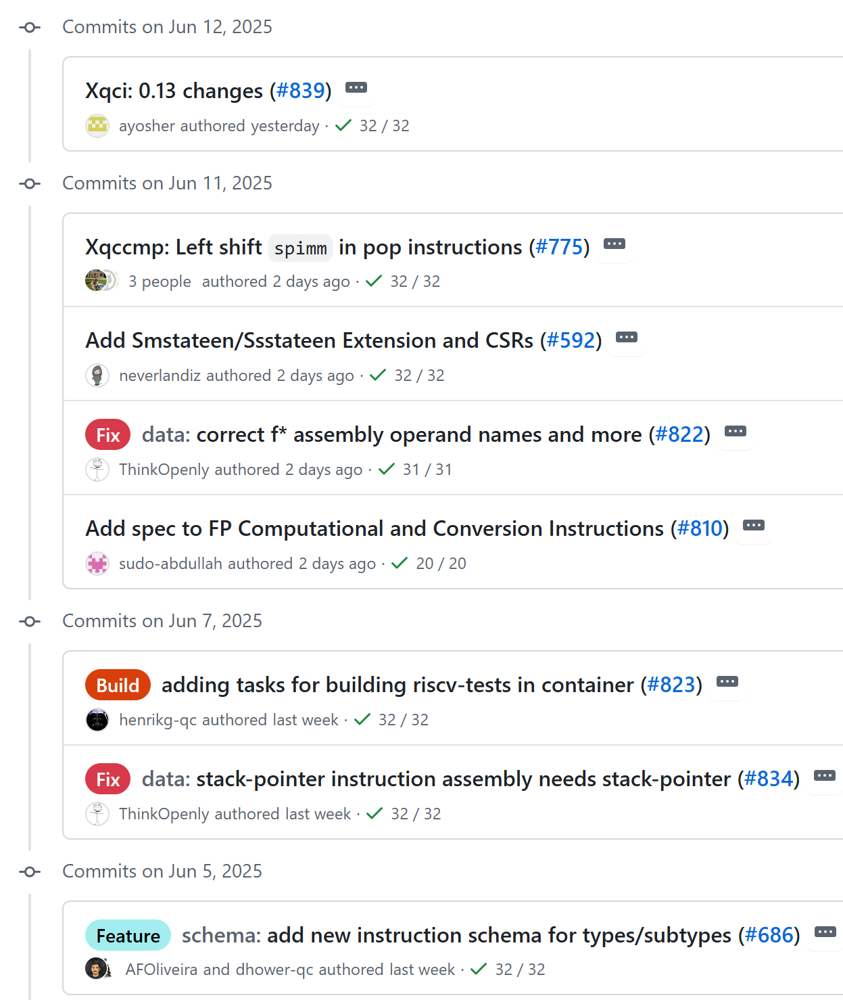 Commits on Jun 12, 2025
Xqci: 0.13 changes (#839)
ayosher authored yesterday · 32 / 32
Commits on Jun 11, 2025
Xqccmp: Left shift spimm in pop instructions (#775)
3 people authored 2 days ago · 32 / 32
Add Smstateen/Ssstateen Extension and CSRs (#592)
neverlandiz authored 2 days ago · 32 / 32
Fix data: correct f* assembly operand names and more (#822)
ThinkOpenly authored 2 days ago · 31 / 31
Add spec to FP Computational and Conversion Instructions (#810)
sudo-abdullah authored 2 days ago · 20 / 20
Commits on Jun 7, 2025
Build adding tasks for building riscv-tests in container (#823)
henrikg-qc authored last week · 32 / 32
Fix data: stack-pointer instruction assembly needs stack-pointer (#834)
ThinkOpenly authored last week · 32 / 32
Commits on Jun 5, 2025
Feature schema: add new instruction schema for types/subtypes (#686)
AFOliveira and dhower-qc authored last week · 32 / 32